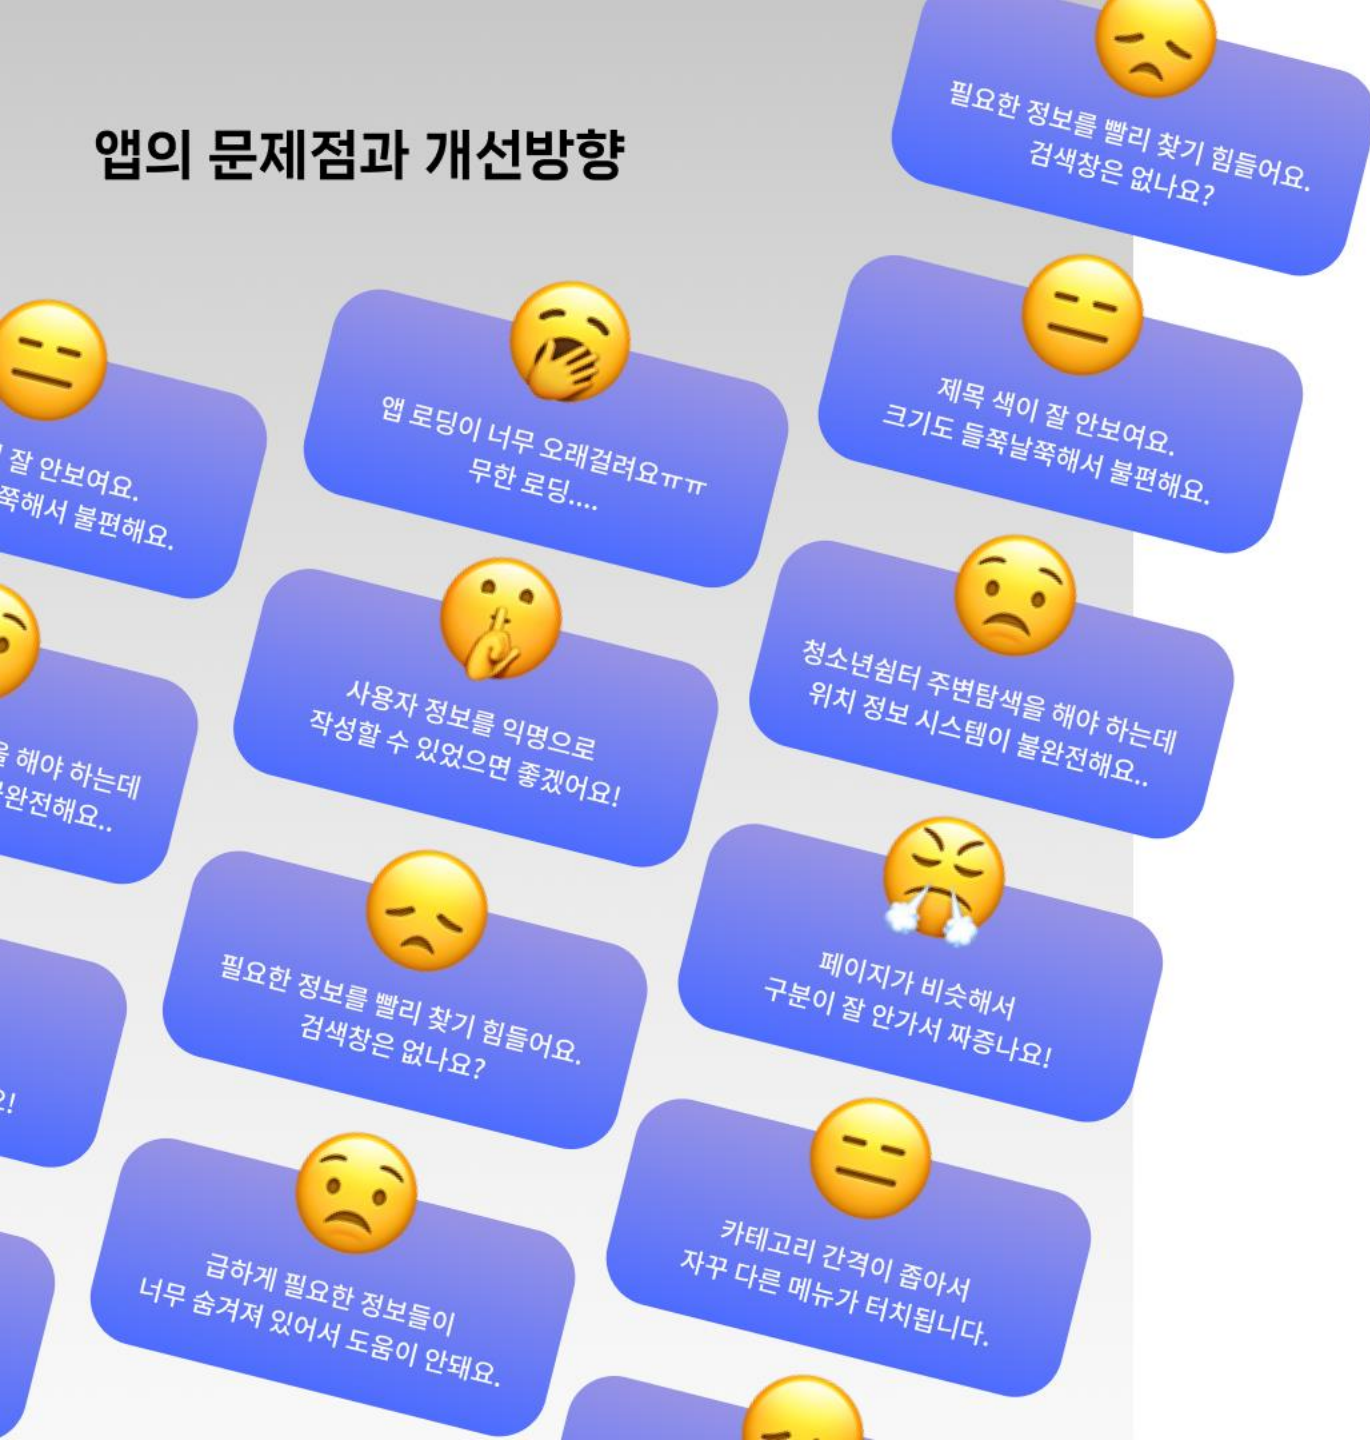 앱의 문제점과 개선방향
필요한 정보를 빨리 찾기 힘들어요.
검색창은 없나요?
제목 색이 잘 안보여요.
크기도 들쭉날쭉해서 불편해요.
잘 안보여요.
쭉해서 불편해요.
앱 로딩이 너무 오래걸려요ㅠㅠ
무한 로딩....
청소년쉼터 주변탐색을 해야 하는데
위치 정보 시스템이 불완전해요..
사용자 정보를 익명으로
작성할 수 있었으면 좋겠어요!
을 해야 하는데
불완전해요..
페이지가 비슷해서
구분이 잘 안가서 짜증나요!
필요한 정보를 빨리 찾기 힘들어요.
검색창은 없나요?
요!
카테고리 간격이 좁아서
자꾸 다른 메뉴가 터치됩니다.
급하게 필요한 정보들이
너무 숨겨져 있어서 도움이 안돼요.